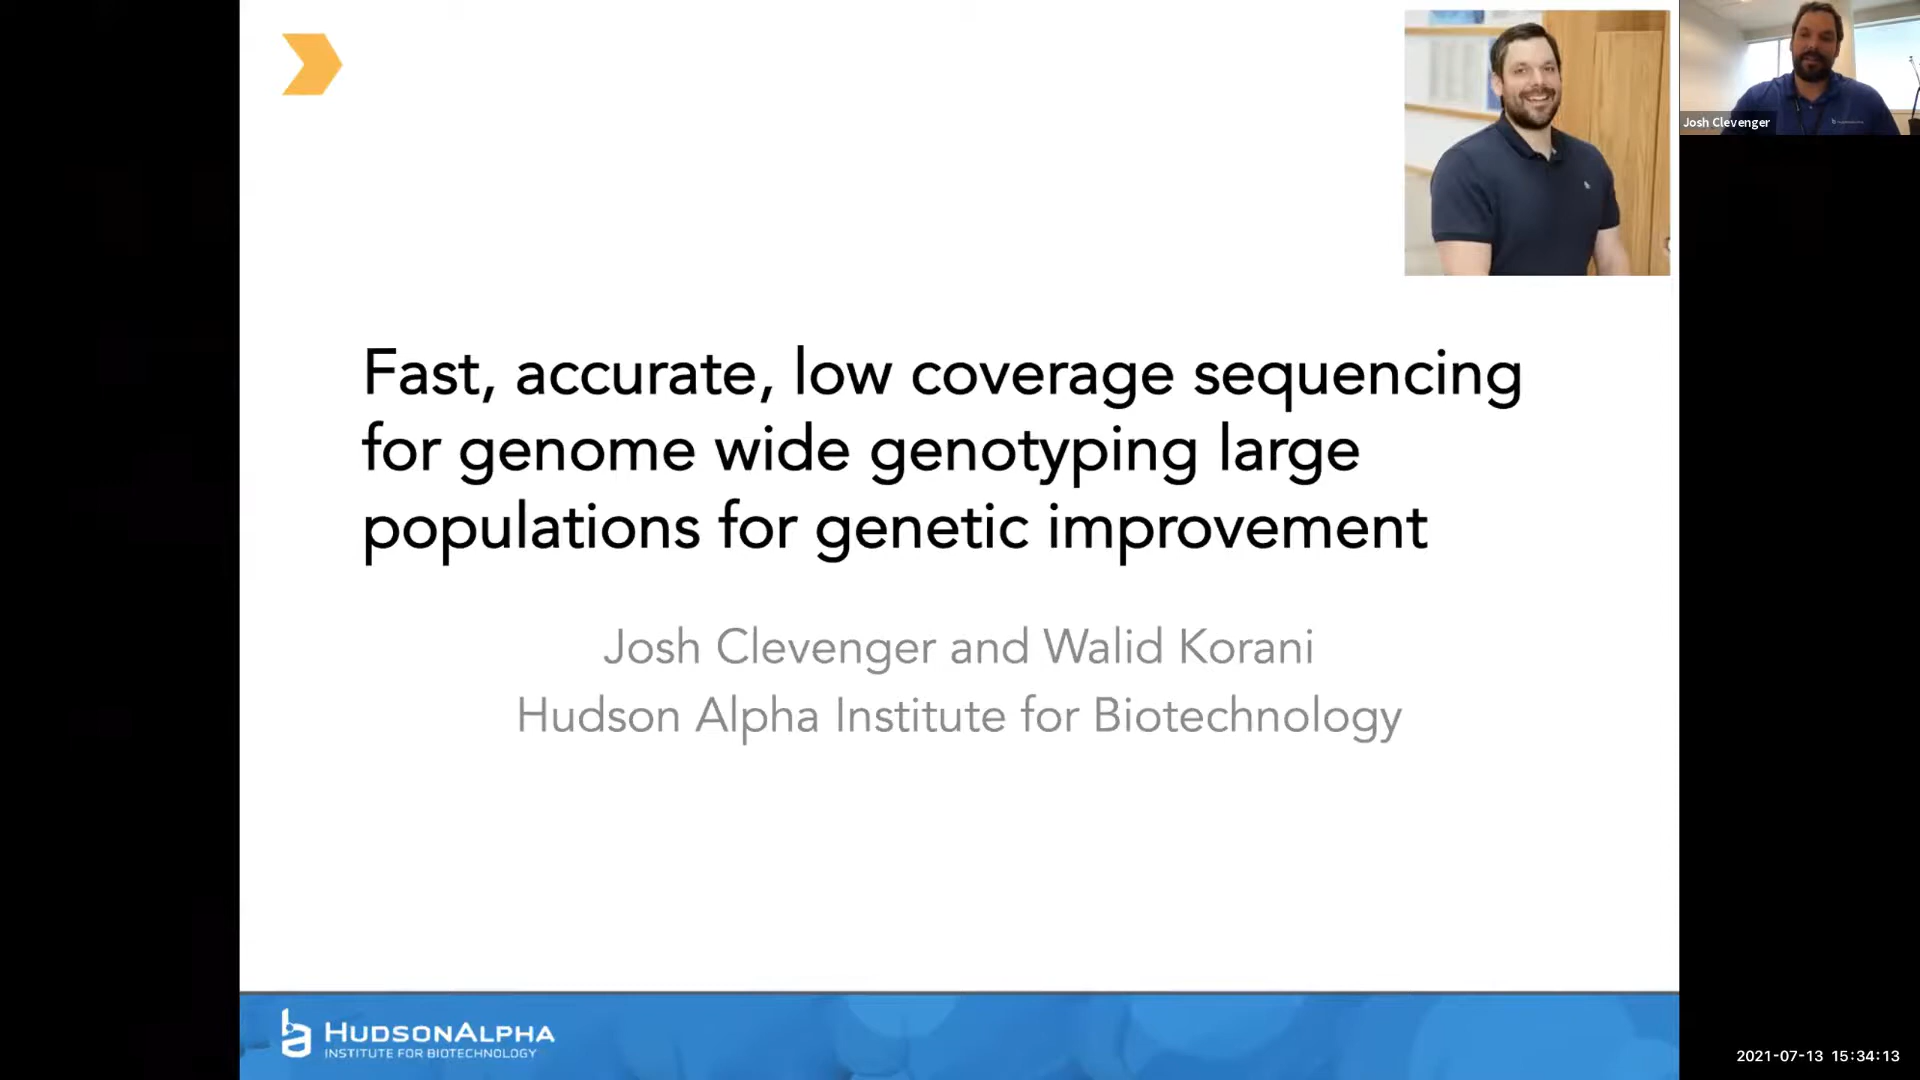 Josh Clevenger
Fast, accurate, low coverage sequencing
for genome wide genotyping large
populations for genetic improvement
Josh Clevenger and Walid Korani
Hudson Alpha Institute for Biotechnology
HUDSONALPHA
INSTITUTE FOR BIOTECHNOLOGY
2021-07-13 15:34:13